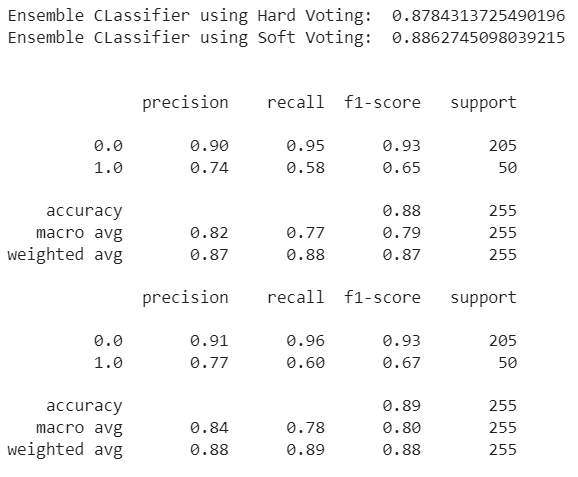 Ensemble CLassifier using Hard Voting:  0.8784313725490196
Ensemble CLassifier using Soft Voting:  0.8862745098039215
precision    recall  f1-score   support
0.0       0.90      0.95      0.93       205
1.0       0.74      0.58      0.65        50
accuracy                           0.88       255
macro avg       0.82      0.77      0.79       255
weighted avg       0.87      0.88      0.87       255
precision    recall  f1-score   support
0.0       0.91      0.96      0.93       205
1.0       0.77      0.60      0.67        50
accuracy                           0.89       255
macro avg       0.84      0.78      0.80       255
weighted avg       0.88      0.89      0.88       255